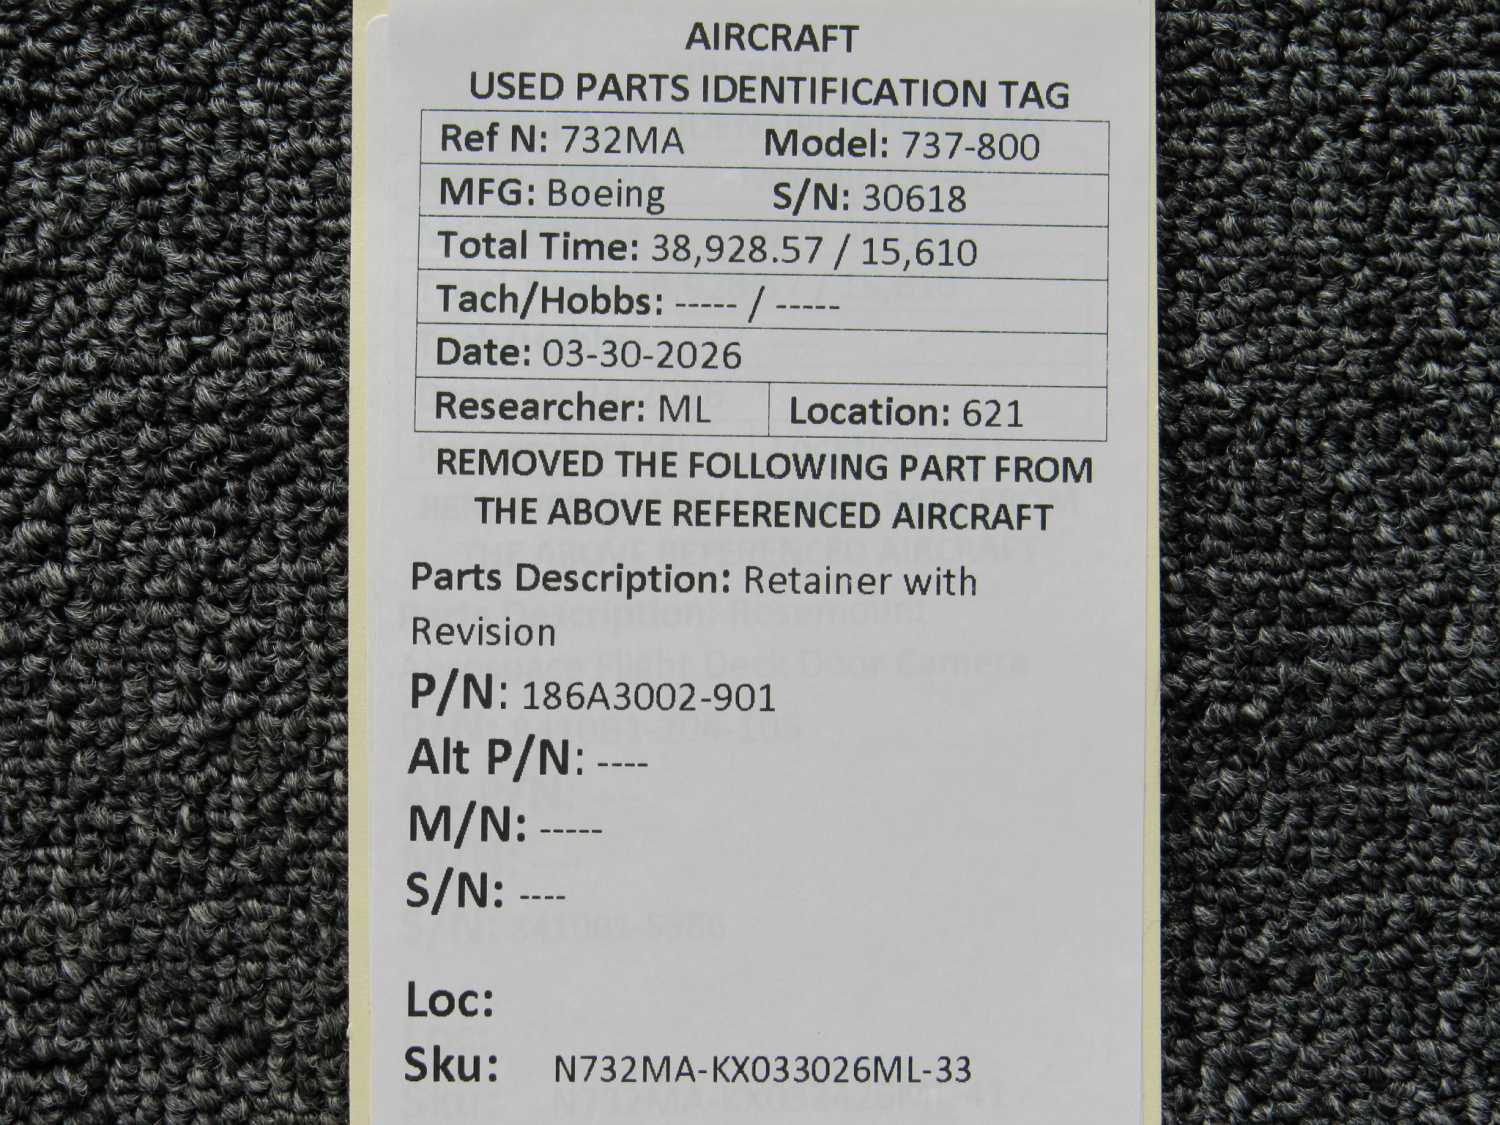 AIRCRAFT
USED PARTS IDENTIFICATION TAG
Ref N: 732MA Model: 737-800
MFG: Boeing S/N: 30618
Total Time: 38,928.57 / 15,610
Tach/Hobbs: ----- / -----
Date: 03-30-2026
Researcher: ML Location: 621
REMOVED THE FOLLOWING PART FROM
THE ABOVE REFERENCED AIRCRAFT
Parts Description: Retainer with
Revision
P/N: 186A3002-901
Alt P/N: ----
M/N: -----
S/N: ----
Loc:
Sku: N732MA-KX033026ML-33